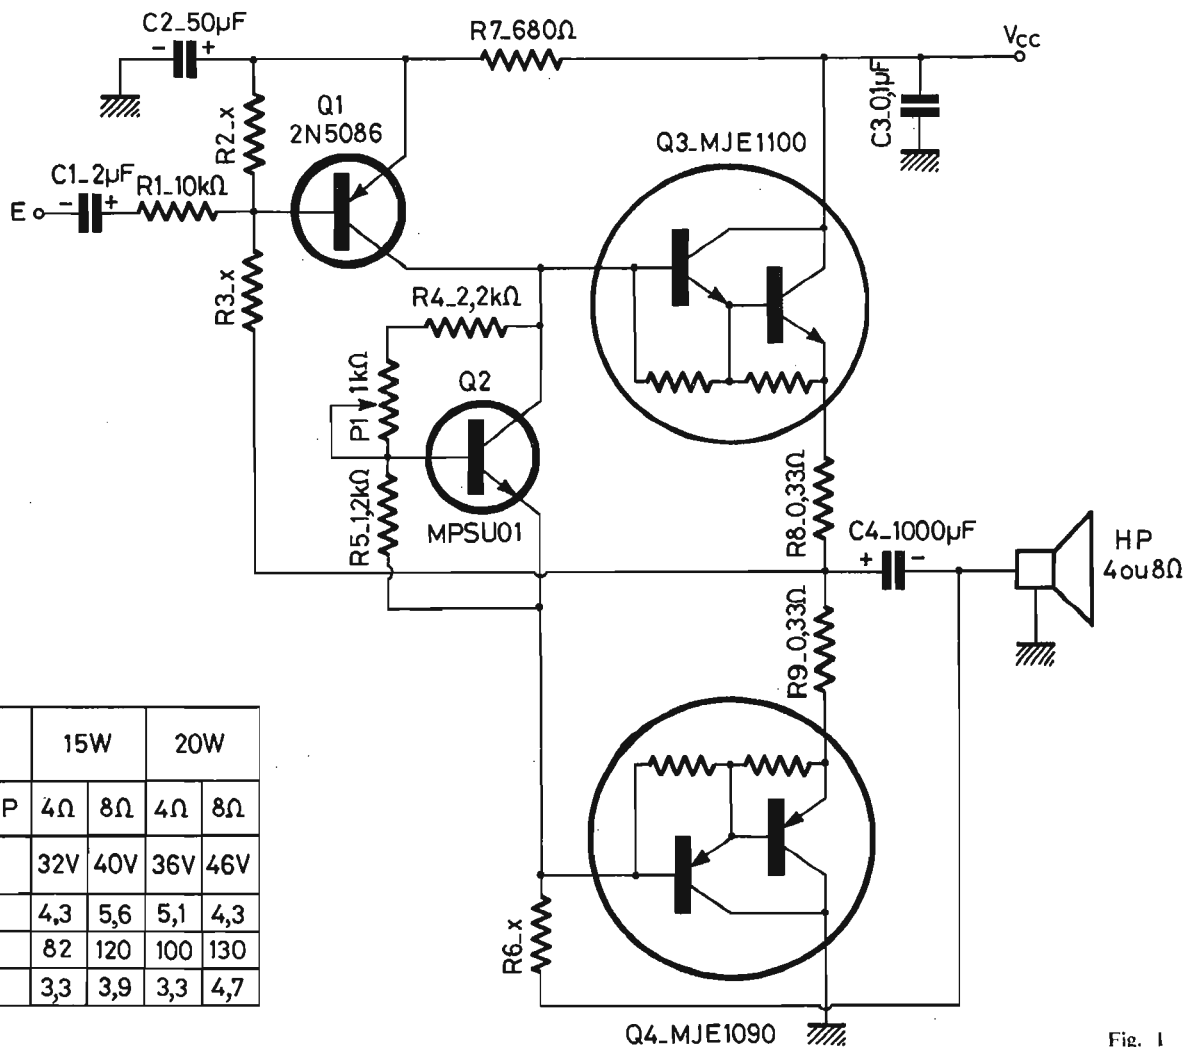 C2_50µF
R7_680Ω
VCC
- +
C3_0,1µF
Q1
2N5086
R2_x
Q3_MJE1100
C1_2µF
R1_10kΩ
E
- +
R3_x
R4_2,2kΩ
P1 1kΩ
Q2
R5_1,2kΩ
MPSU01
R8_0,33Ω
C4_1000µF
+ -
HP
4ou8Ω
R9_0,33Ω
15W 20W
P 4Ω 8Ω 4Ω 8Ω
32V 40V 36V 46V
4,3 5,6 5,1 4,3
82 120 100 130
3,3 3,9 3,3 4,7
R6_x
Q4_MJE1090
Fig. 1